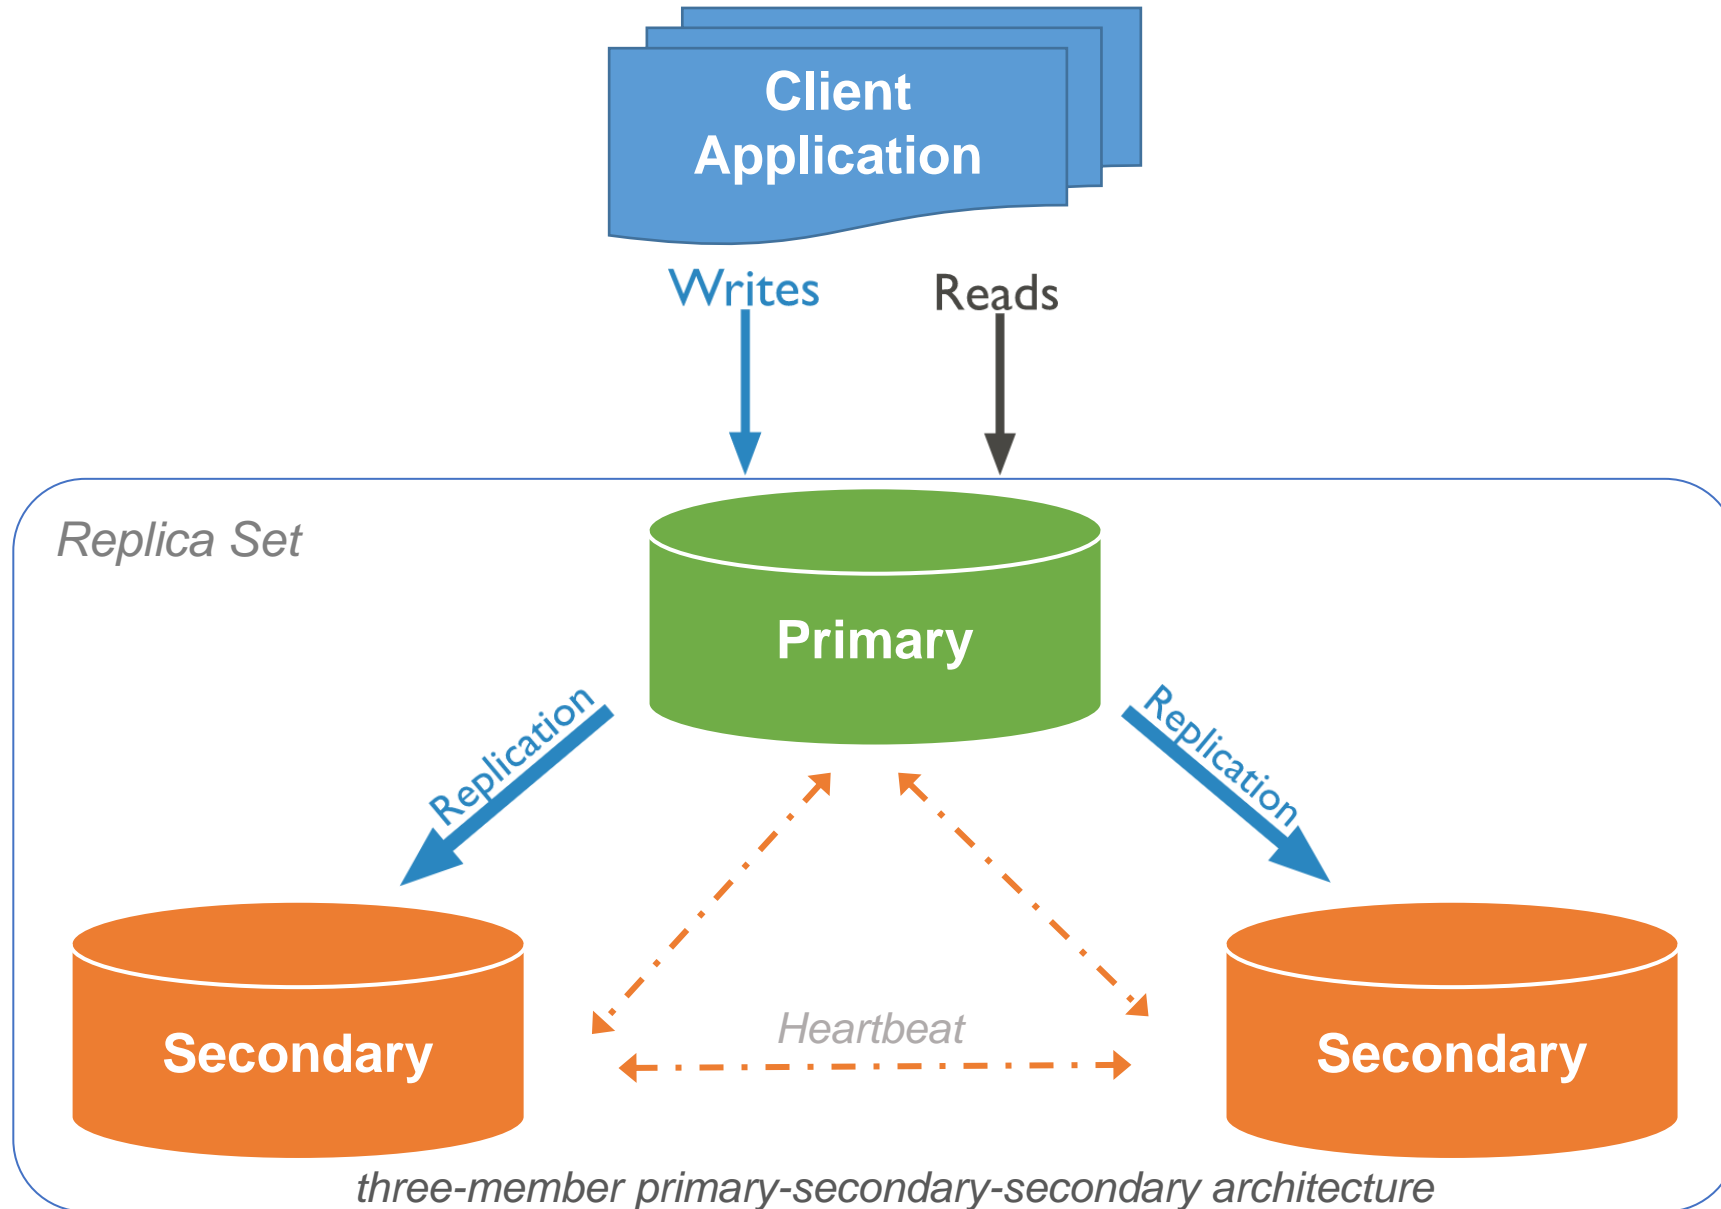 Client
Application
Writes
Reads
Replica Set
Primary
Replication
Replication
Heartbeat
Secondary
Secondary
three-member primary-secondary-secondary architecture